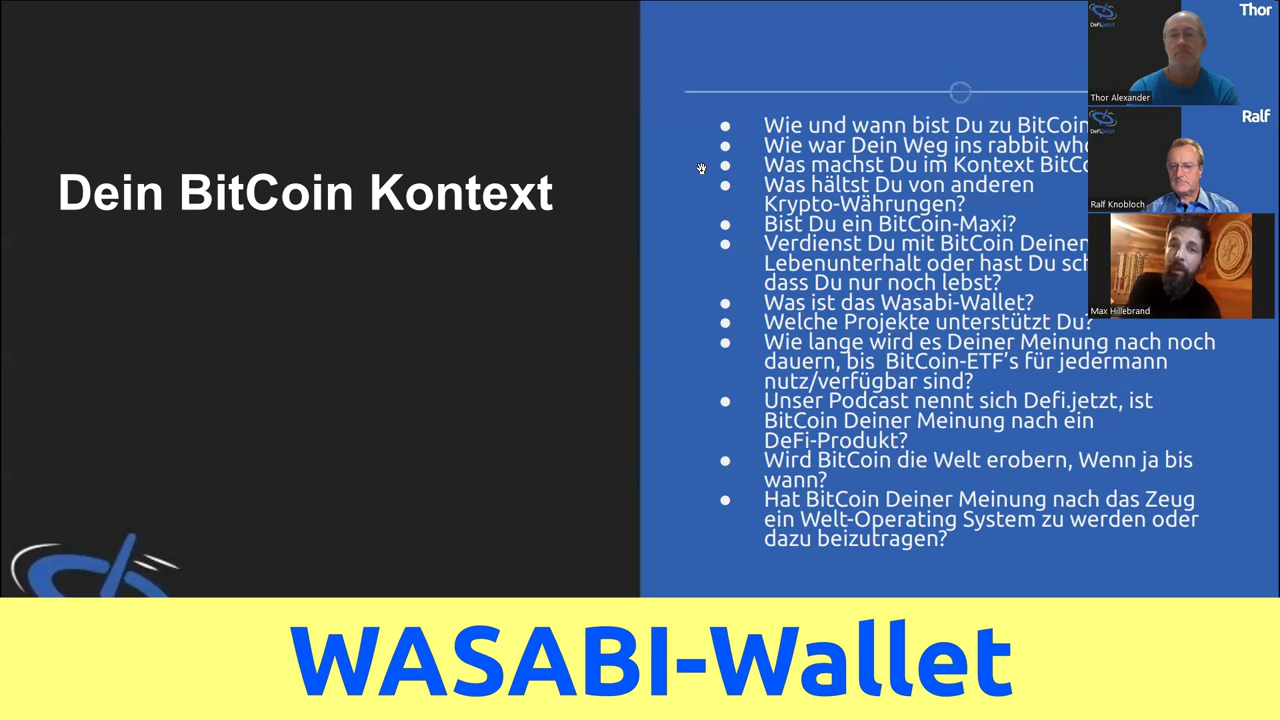 Dein BitCoin Kontext
Wie und wann bist Du zu BitCoin
Wie war Dein Weg ins rabbit
Was machst Du im Kontext
Was hältst Du von anderen
Krypto-Währungen?
Bist Du ein BitCoin-Maxi?
Verdienst Du mit BitCoin
Lebenunterhalt oder hast Du
dass Du nur noch lebst?
Was ist das Wasabi-Wallet?
Welche Projekte unterstützt Du?
Wie lange wird es Deiner Meinung nach noch
dauern, bis BitCoin-ETF’s für jedermann
nutz/verfügbar sind?
Unser Podcast nennt sich Defi.jetzt, ist
BitCoin Deiner Meinung nach ein
DeFi-Produkt?
Wird BitCoin die Welt erobern, Wenn ja bis
wann?
Hat BitCoin Deiner Meinung nach das Zeug
ein Welt-Operating System zu werden oder
dazu beizutragen?
Thor
DeFi.jetzt
Thor Alexander
Ralf
DeFi.jetzt
Ralf Knobloch
Max Hillebrand
WASABI-Wallet